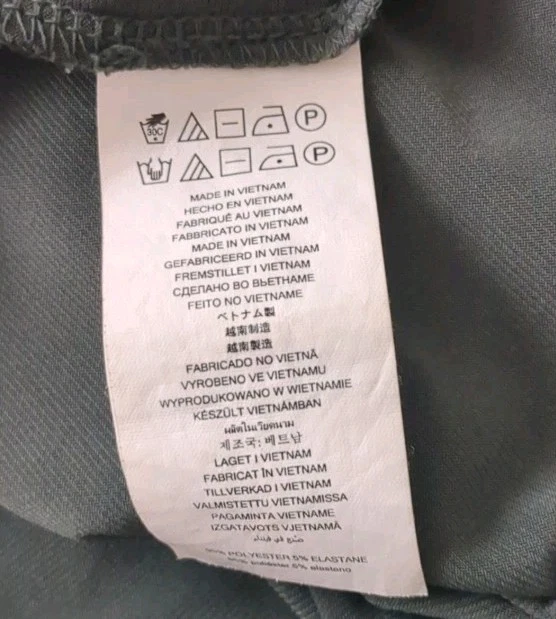 30C P
P
MADE IN VIETNAM
HECHO EN VIETNAM
FABRIQUÉ AU VIETNAM
FABBRICATO IN VIETNAM
MADE IN VIETNAM
GEFABRICEERD IN VIETNAM
FREMSTILLET I VIETNAM
СДЕЛАНО ВО ВЬЕТНАМЕ
FEITO NO VIETNAME
ベトナム製
越南制造
越南製造
FABRICADO NO VIETNÃ
VYROBENO VE VIETNAMU
WYPRODUKOWANO W WIETNAMIE
KÉSZÜLT VIETNÁMBAN
ผลิตในเวียดนาม
제조국: 베트남
LAGET I VIETNAM
FABRICAT ÎN VIETNAM
TILLVERKAD I VIETNAM
VALMISTETTU VIETNAMISSA
PAGAMINTA VIETNAME
IZGATAVOTS VJETNAMĀ
صنع في فيتنام
95% POLYESTER 5% ELASTANE
5% elastano